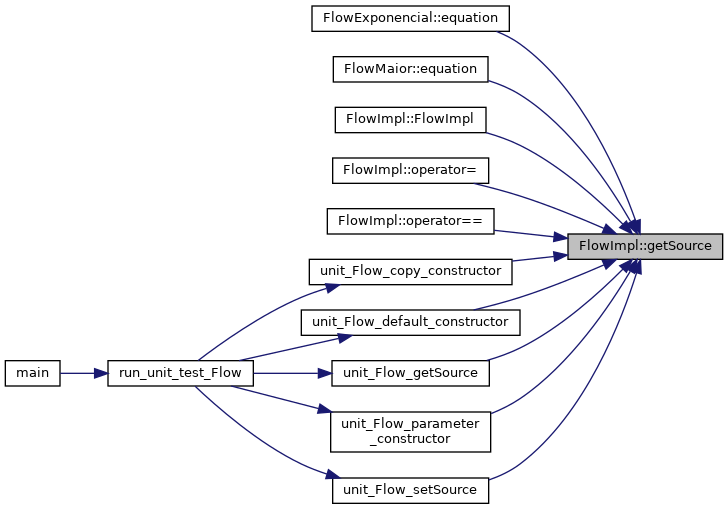 FlowExponencial::equation
FlowMaior::equation
FlowImpl::FlowImpl
FlowImpl::operator=
FlowImpl::operator==
FlowImpl::getSource
unit_Flow_copy_constructor
unit_Flow_default_constructor
main
run_unit_test_Flow
unit_Flow_getSource
unit_Flow_parameter
_constructor
unit_Flow_setSource